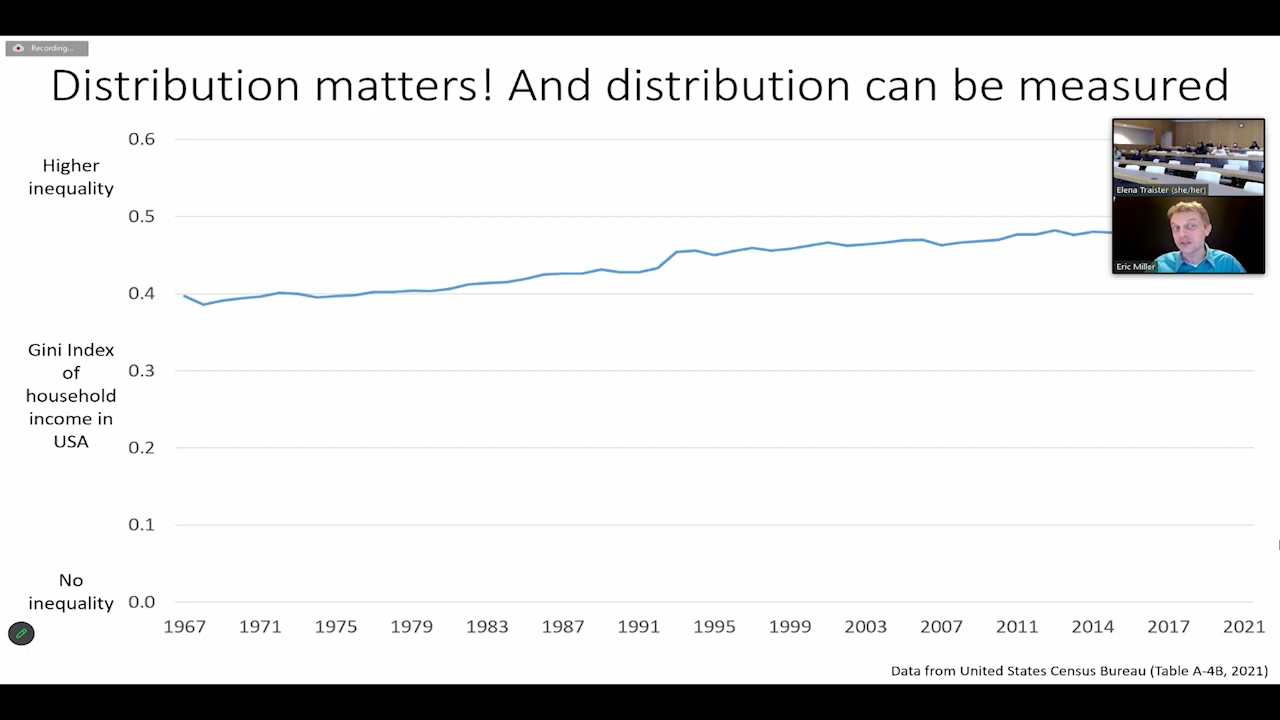 Recording...
Distribution matters! And distribution can be measured
0.6
Higher
inequality
0.5
0.4
Gini Index
of
household
income in
USA
0.3
0.2
0.1
No
inequality
0.0
1967 1971 1975 1979 1983 1987 1991 1995 1999 2003 2007 2011 2014 2017 2021
Elena Traister (she/her)
Eric Miller
Data from United States Census Bureau (Table A-4B, 2021)